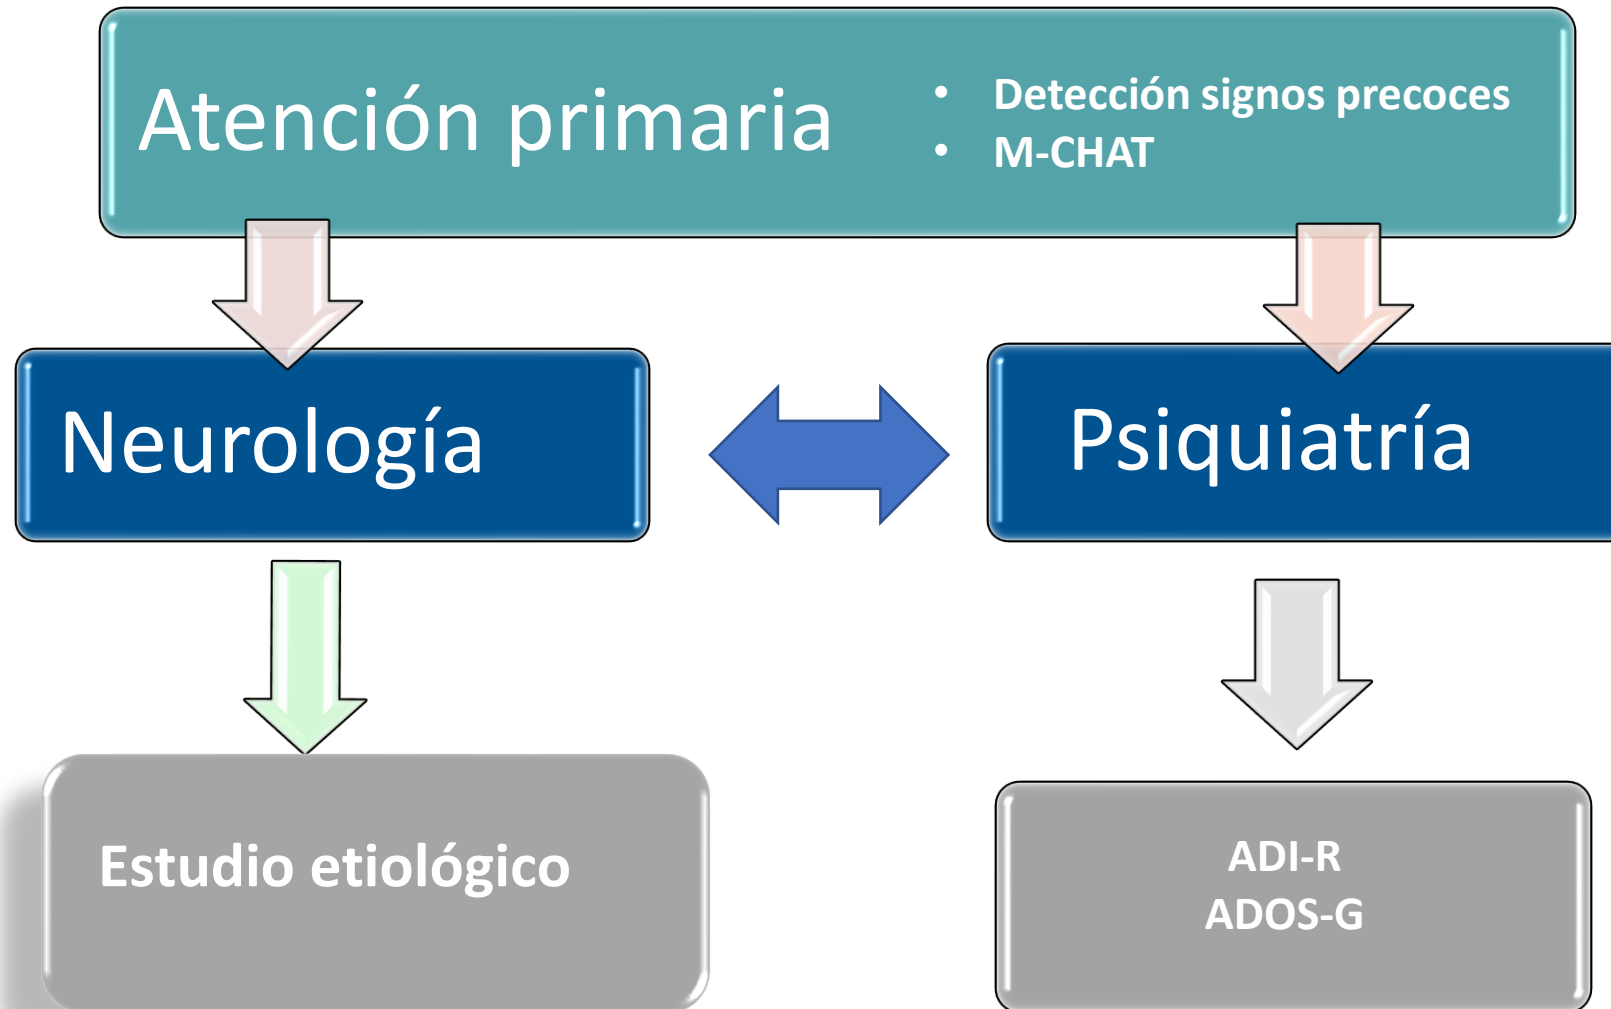 Atención primaria
• Detección signos precoces
• M-CHAT
Neurología
Psiquiatría
Estudio etiológico
ADI-R
ADOS-G